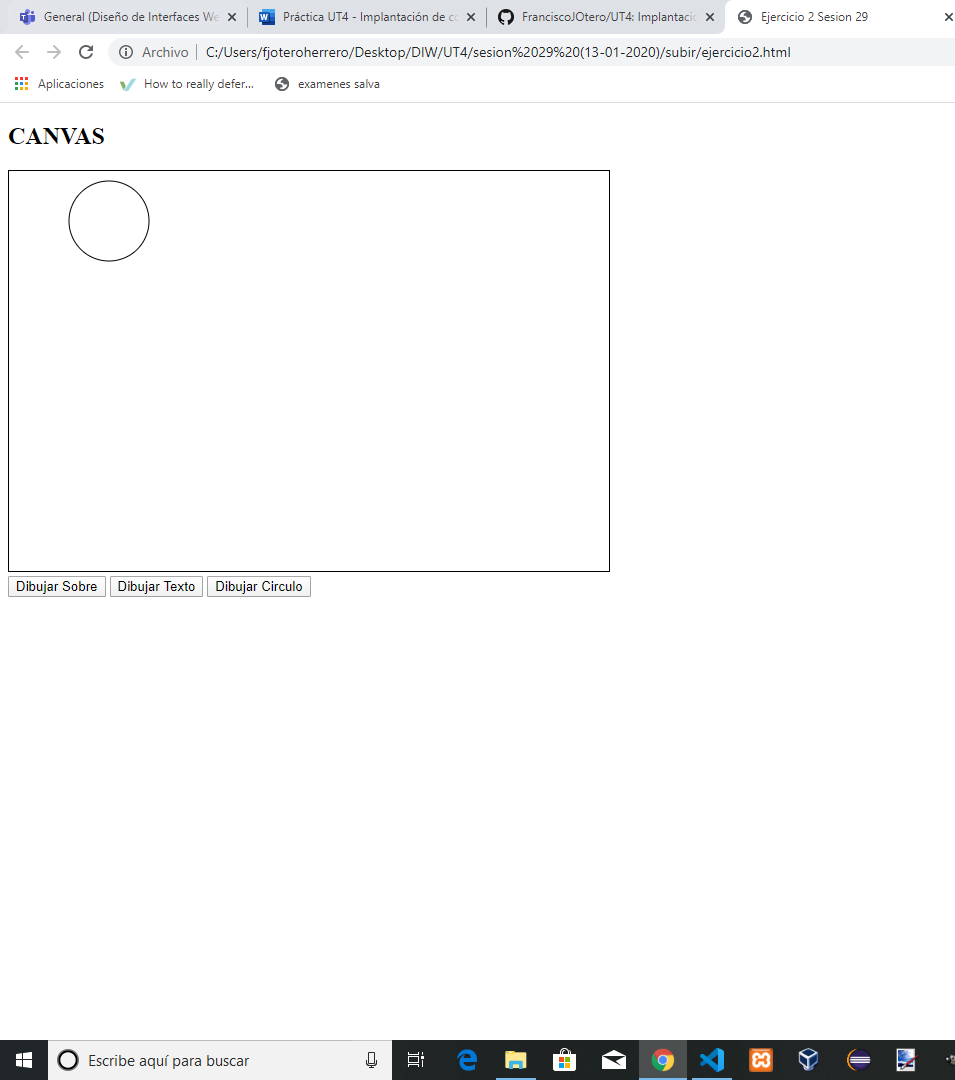 General (Diseño de Interfaces We
Práctica UT4 - Implantación de co
FranciscoJOtero/UT4: Implantació
Ejercicio 2 Sesion 29
Archivo
C:/Users/fjoteroherrero/Desktop/DIW/UT4/sesion%2029%20(13-01-2020)/subir/ejercicio2.html
Aplicaciones
How to really defer...
examenes salva
CANVAS
Dibujar Sobre
Dibujar Texto
Dibujar Circulo
Escribe aquí para buscar